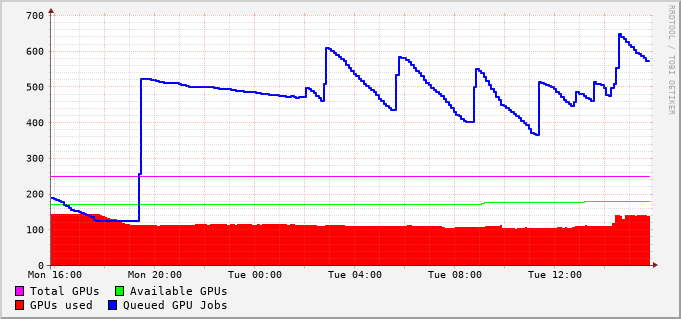 700
600
500
400
300
200
100
0
Mon 16:00 Mon 20:00 Tue 00:00 Tue 04:00 Tue 08:00 Tue 12:00
Total GPUs Available GPUs
GPUs used Queued GPU Jobs
RRDTOOL / TOBI OETIKER